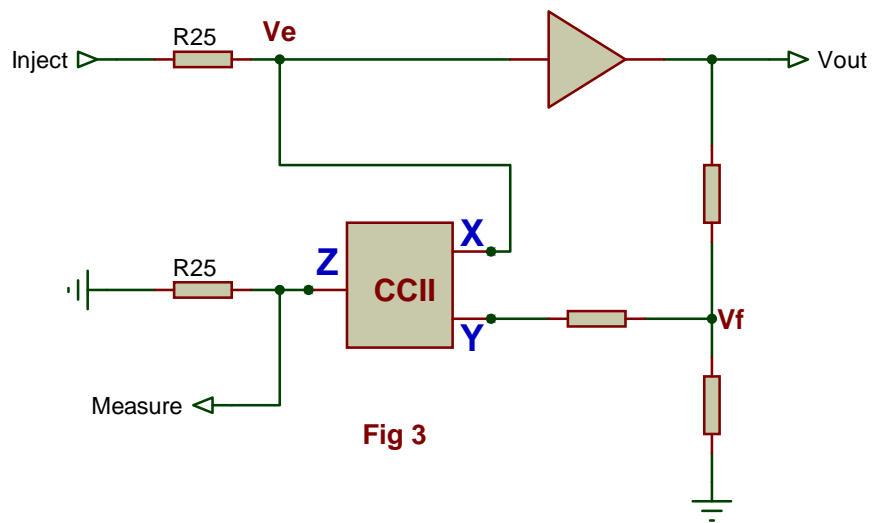 R25
Ve
Inject
Vout
X
Z
R25
CCII
Y
Vf
Measure
Fig 3